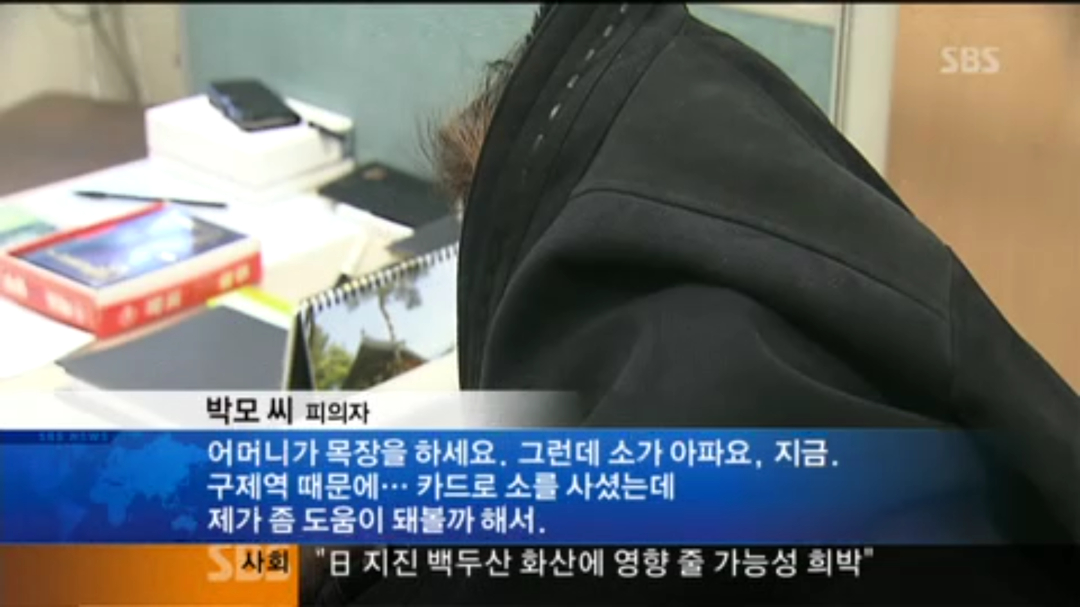 SBS
박모 씨 피의자
SBS NEWS
어머니가 목장을 하세요. 그런데 소가 아파요, 지금.
구제역 때문에… 카드로 소를 사셨는데
제가 좀 도움이 돼볼까 해서.
SBS 사회 "日 지진 백두산 화산에 영향 줄 가능성 희박"